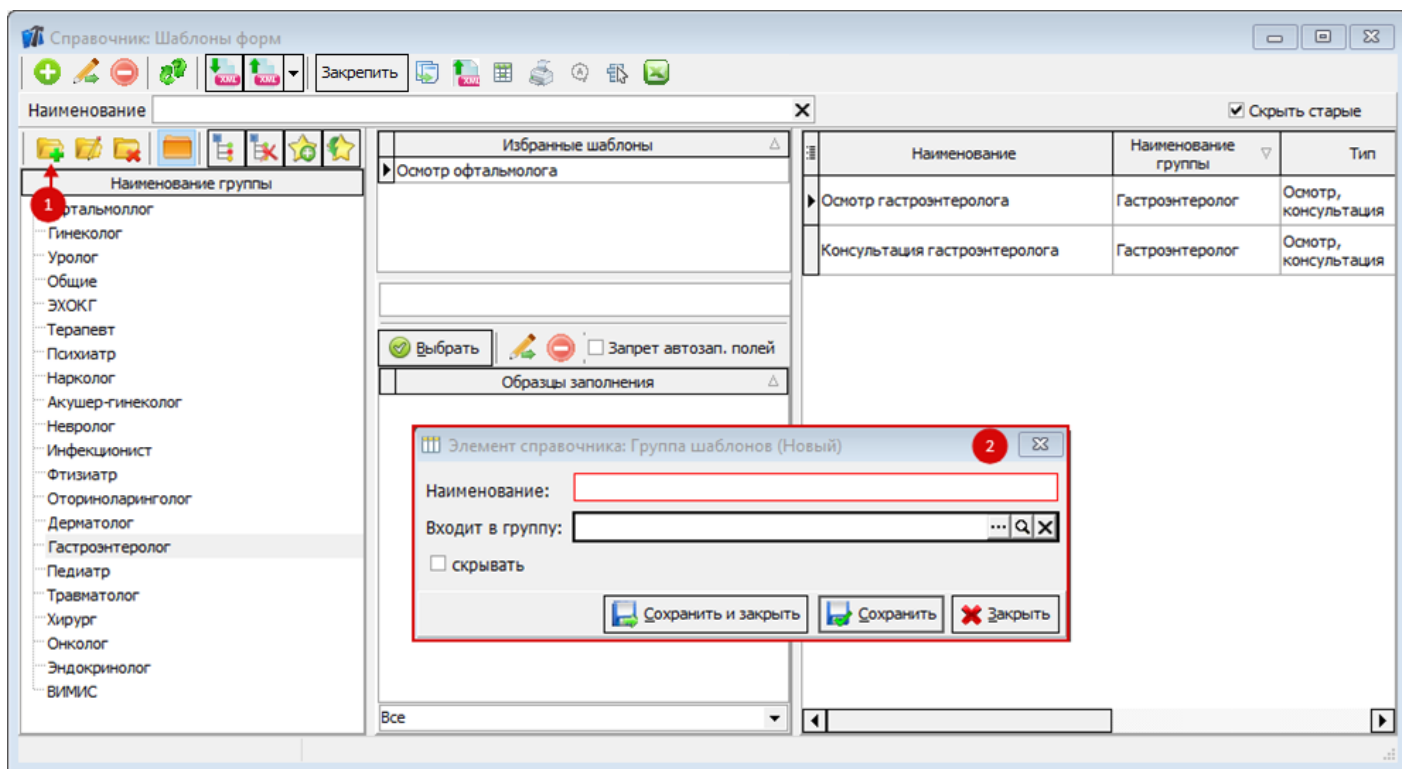 Справочник: Шаблоны форм
XML XML Закрепить XML
Наименование
Скрыть старые
Наименование группы
1
Гинеколог
Уролог
Общие
ЭХОКГ
Терапевт
Психиатр
Нарколог
Акушер-гинеколог
Невролог
Инфекционист
Фтизиатр
Оториноларинголог
Дерматолог
Гастроэнтеролог
Педиатр
Травматолог
Хирург
Онколог
Эндокринолог
ВИМИС
Избранные шаблоны
Осмотр офтальмолога
Выбрать
Запрет автозап. полей
Образцы заполнения
Все
Наименование
Наименование группы
Тип
Осмотр гастроэнтеролога
Гастроэнтеролог
Осмотр,
консультация
Консультация гастроэнтеролога
Гастроэнтеролог
Осмотр,
консультация
Элемент справочника: Группа шаблонов (Новый)
2
Наименование:
Входит в группу:
скрывать
Сохранить и закрыть
Сохранить
Закрыть